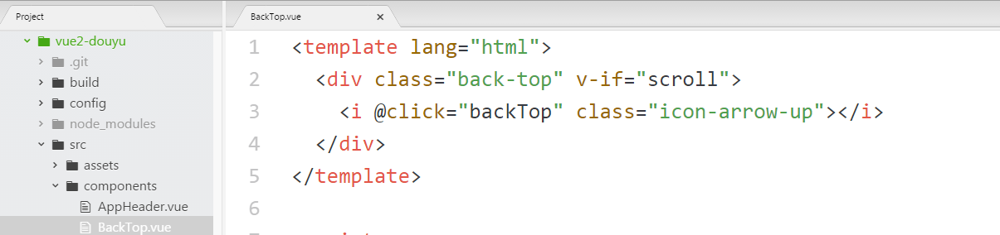 Project
vue2-douyu
.git
build
config
node_modules
src
assets
components
AppHeader.vue
BackTop.vue
BackTop.vue
1 <template lang="html">
2 <div class="back-top" v-if="scroll">
3 <i @click="backTop" class="icon-arrow-up"></i>
4 </div>
5 </template>
6